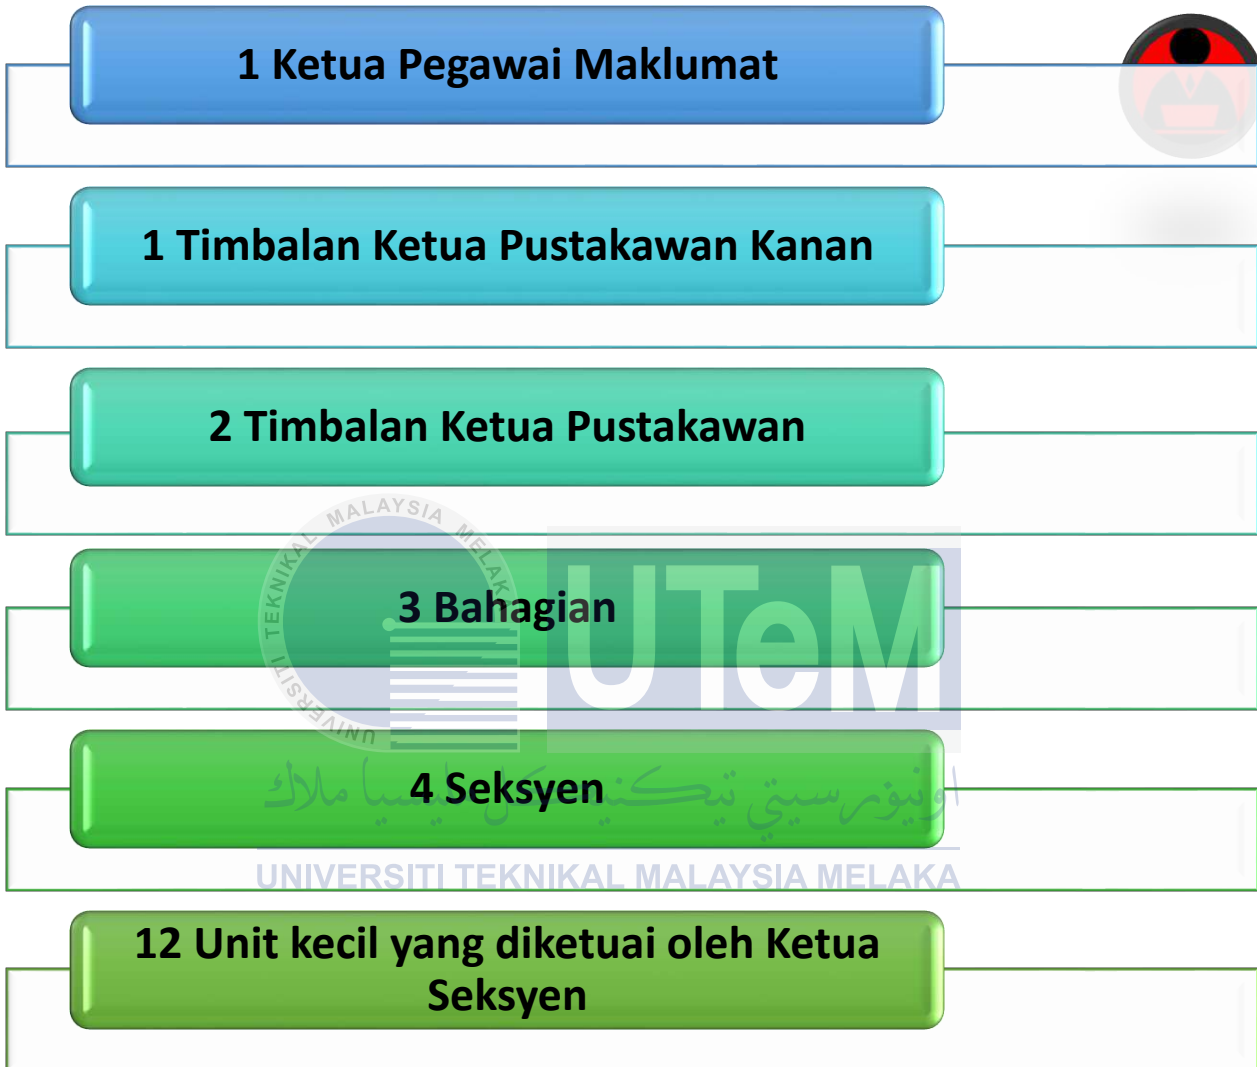 1 Ketua Pegawai Maklumat
1 Timbalan Ketua Pustakawan Kanan
2 Timbalan Ketua Pustakawan
UNIVERSITI TEKNIKAL MALAYSIA MELAKA
UTeM
3 Bahagian
4 Seksyen
اونيۏرسيتي تيكنيكل مليسيا ملاك
UNIVERSITI TEKNIKAL MALAYSIA MELAKA
12 Unit kecil yang diketuai oleh Ketua
Seksyen